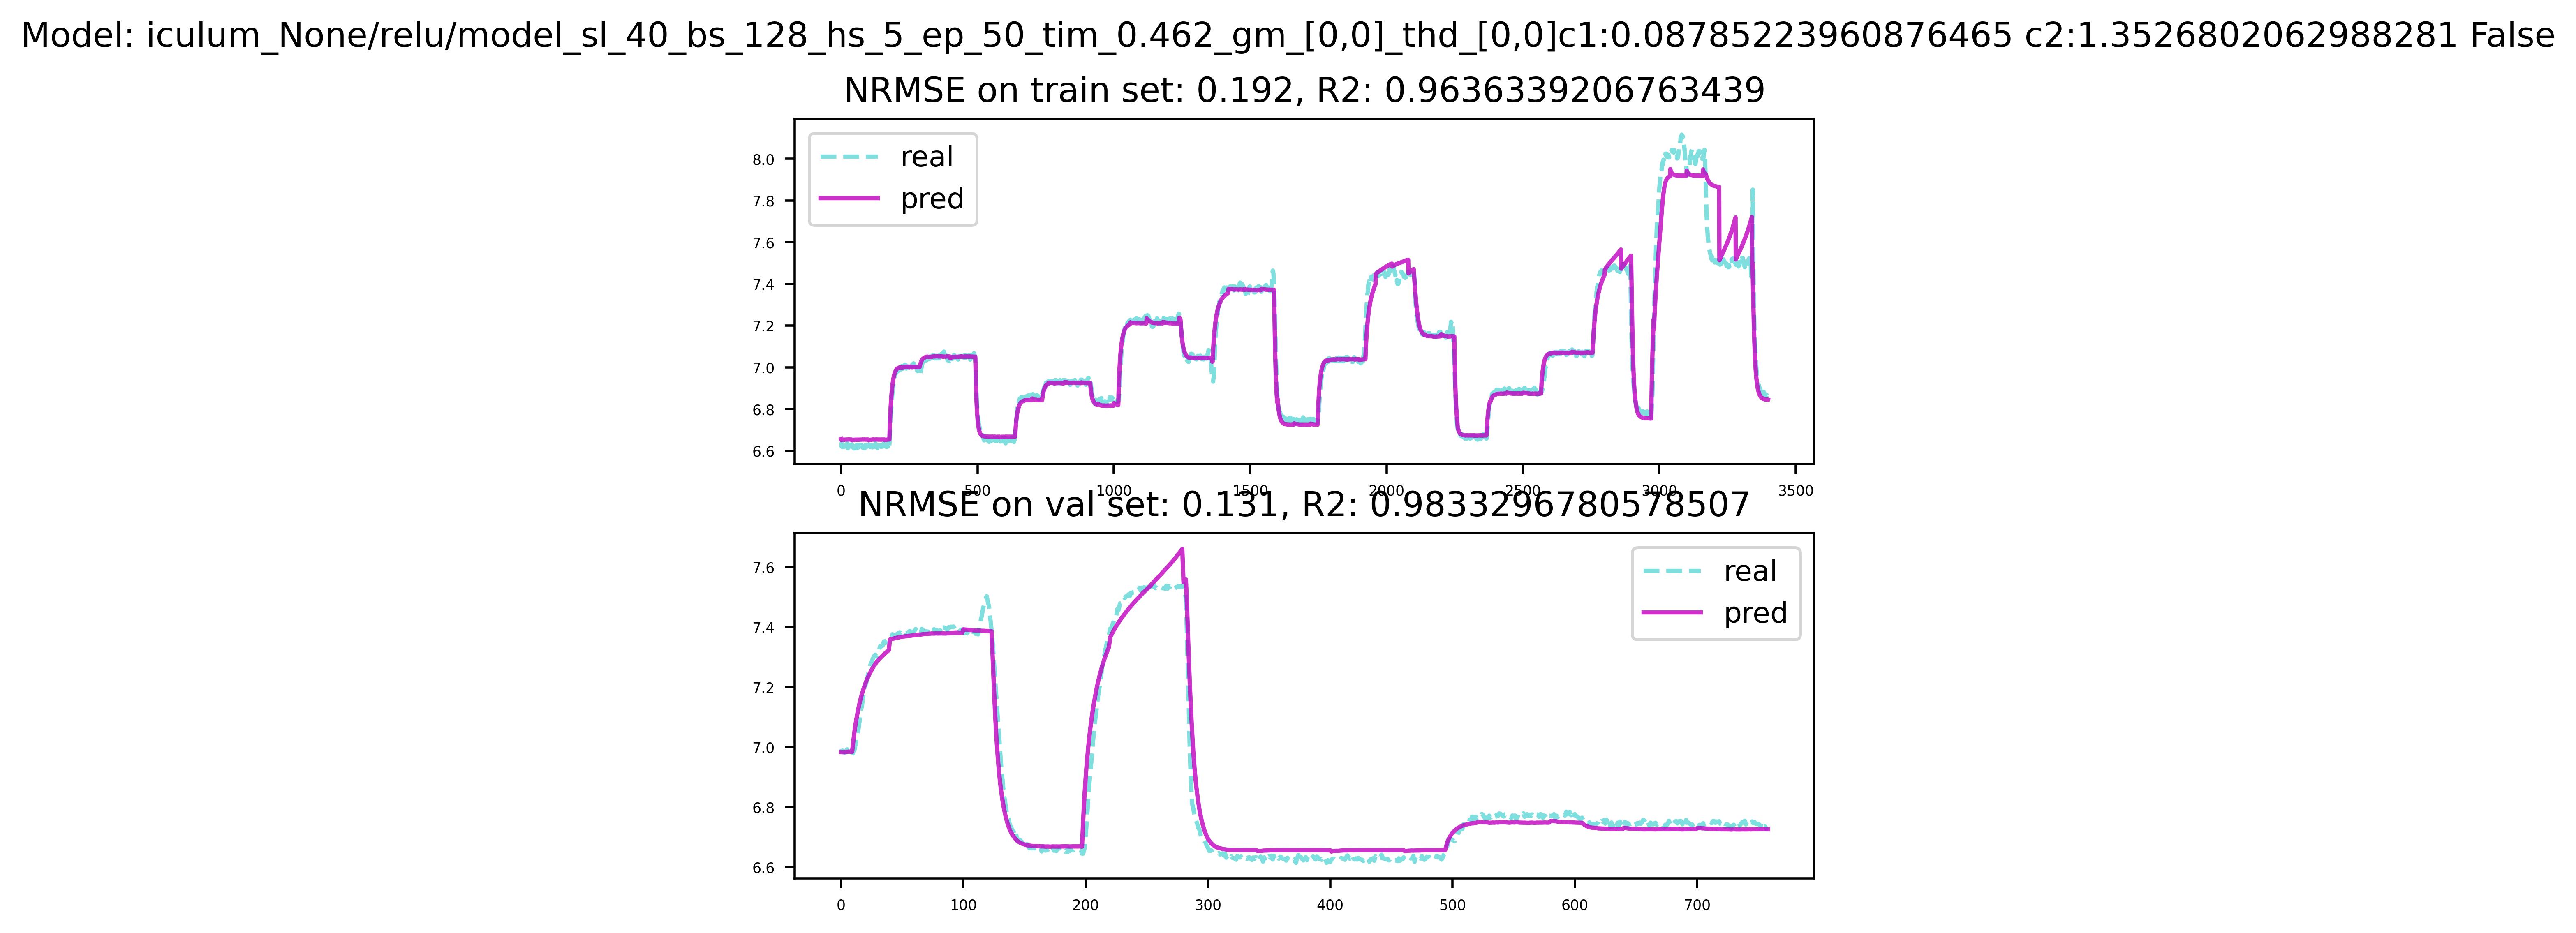 Model: iculum_None/relu/model_sl_40_bs_128_hs_5_ep_50_tim_0.462_gm_[0,0]_thd_[0,0]c1:0.08785223960876465 c2:1.3526802062988281 False
NRMSE on train set: 0.192, R2: 0.9636339206763439
real
pred
8.0
7.8
7.6
7.4
7.2
7.0
6.8
6.6
0 500 1000 1500 2000 2500 3000 3500
NRMSE on val set: 0.131, R2: 0.9833296780578507
real
pred
7.6
7.4
7.2
7.0
6.8
6.6
0 100 200 300 400 500 600 700